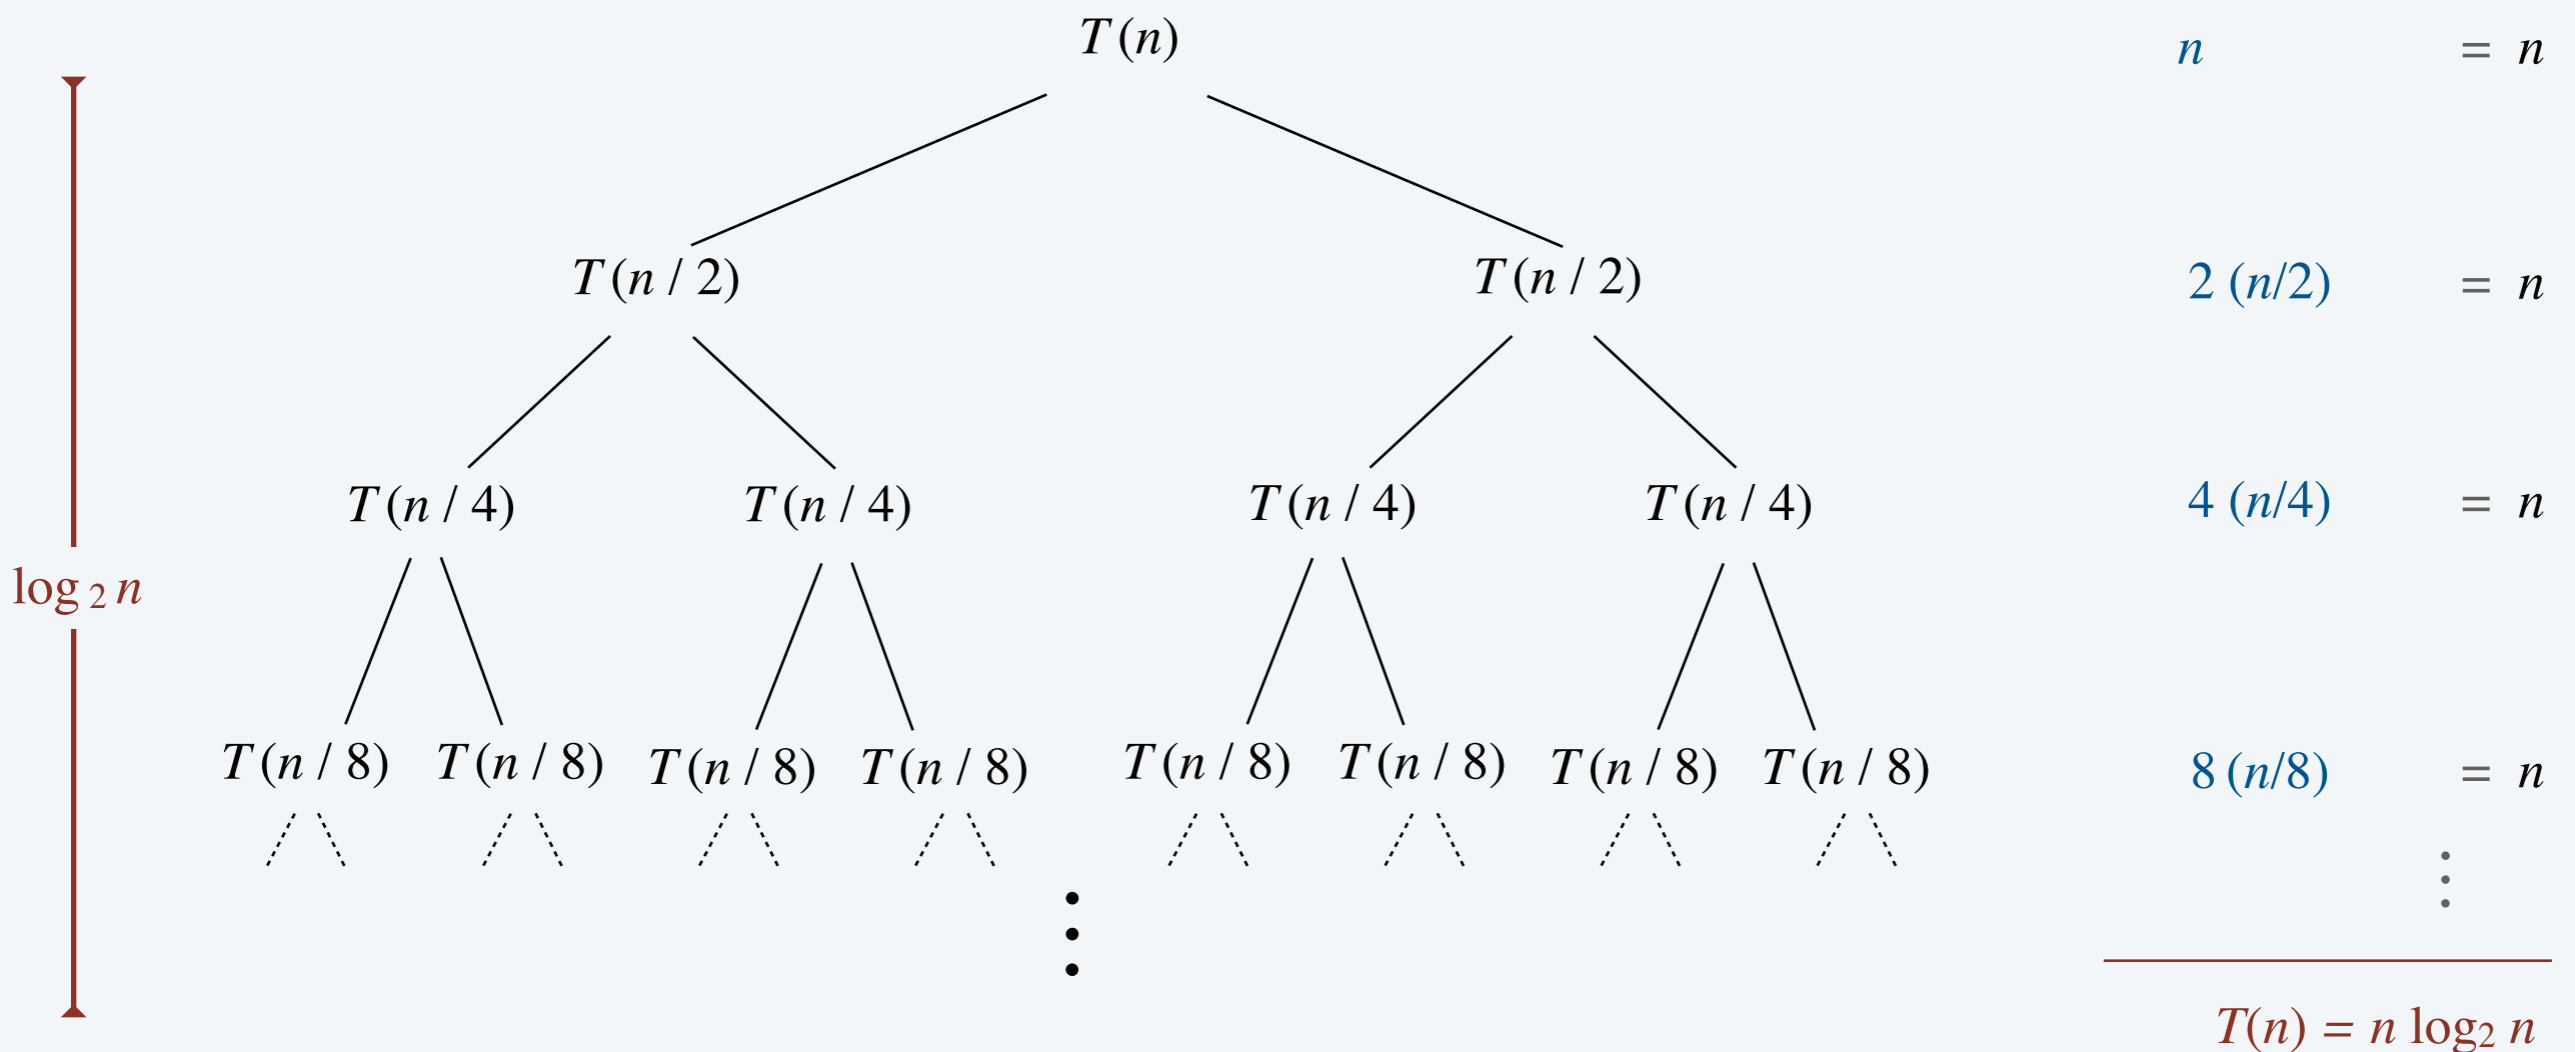 T(n) n = n
T(n / 2) T(n / 2) 2 (n/2) = n
T(n / 4) T(n / 4) T(n / 4) T(n / 4) 4 (n/4) = n
log 2 n
T(n / 8) T(n / 8) T(n / 8) T(n / 8) T(n / 8) T(n / 8) T(n / 8) T(n / 8) 8 (n/8) = n
T(n) = n log2 n